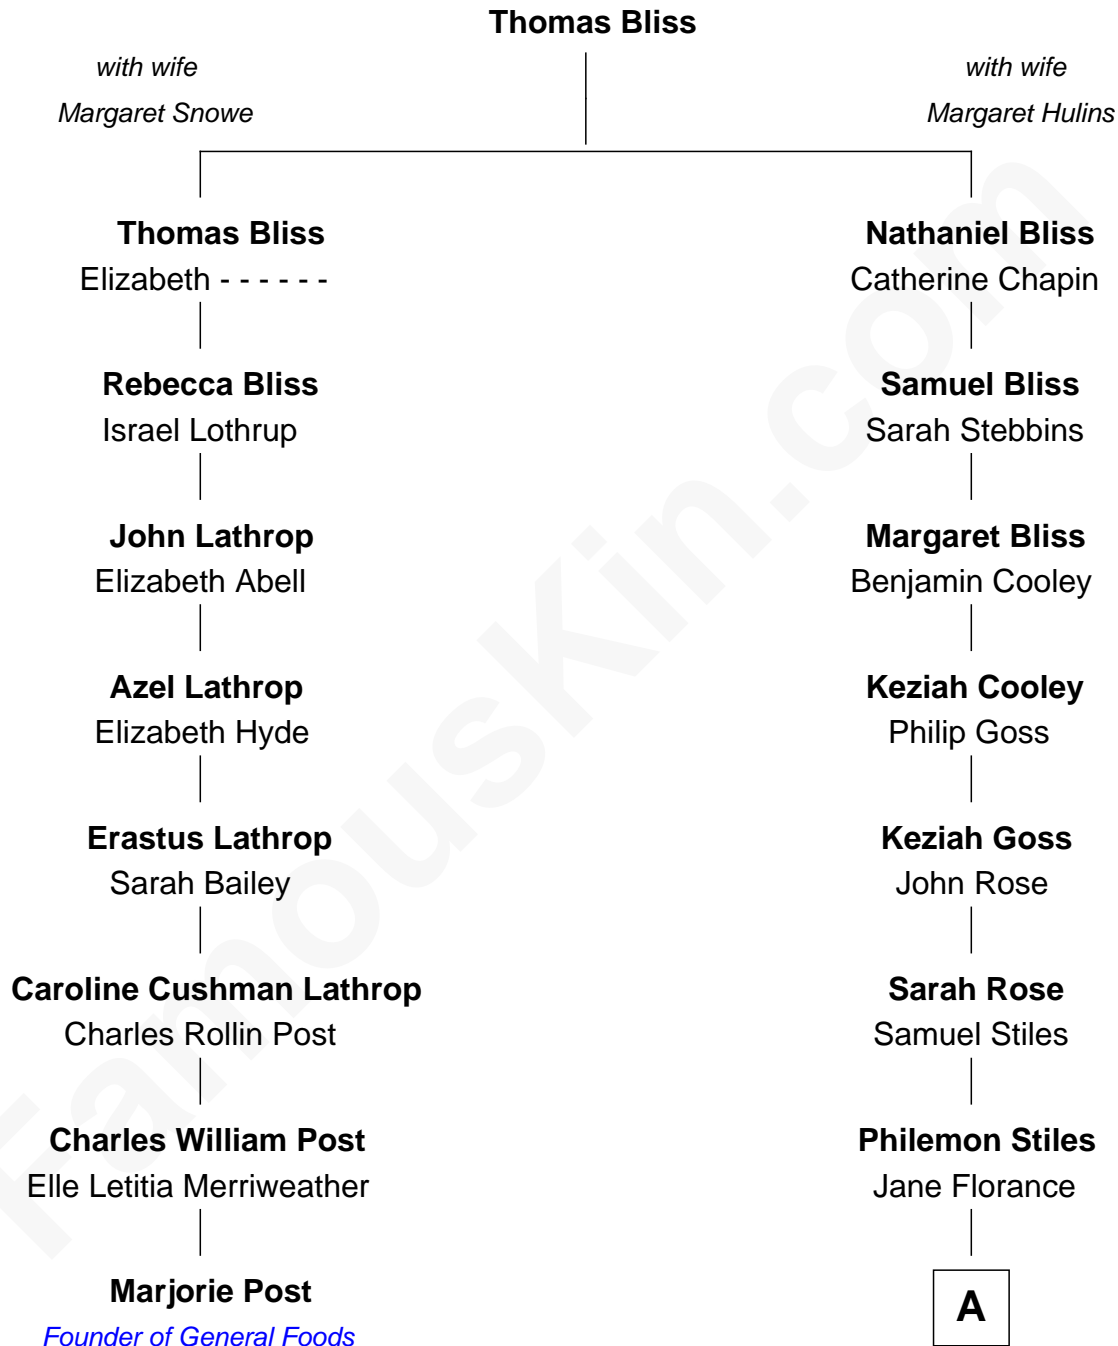 Thomas Bliss
with wife
Margaret Snowe
with wife
Margaret Hulins
Thomas Bliss
Elizabeth - - - - - -
Nathaniel Bliss
Catherine Chapin
Rebecca Bliss
Israel Lothrup
Samuel Bliss
Sarah Stebbins
John Lathrop
Elizabeth Abell
Margaret Bliss
Benjamin Cooley
Azel Lathrop
Elizabeth Hyde
Keziah Cooley
Philip Goss
Erastus Lathrop
Sarah Bailey
Keziah Goss
John Rose
Caroline Cushman Lathrop
Charles Rollin Post
Sarah Rose
Samuel Stiles
Charles William Post
Elle Letitia Merriweather
Philemon Stiles
Jane Florance
Marjorie Post
Founder of General Foods
A
FamousKin.com